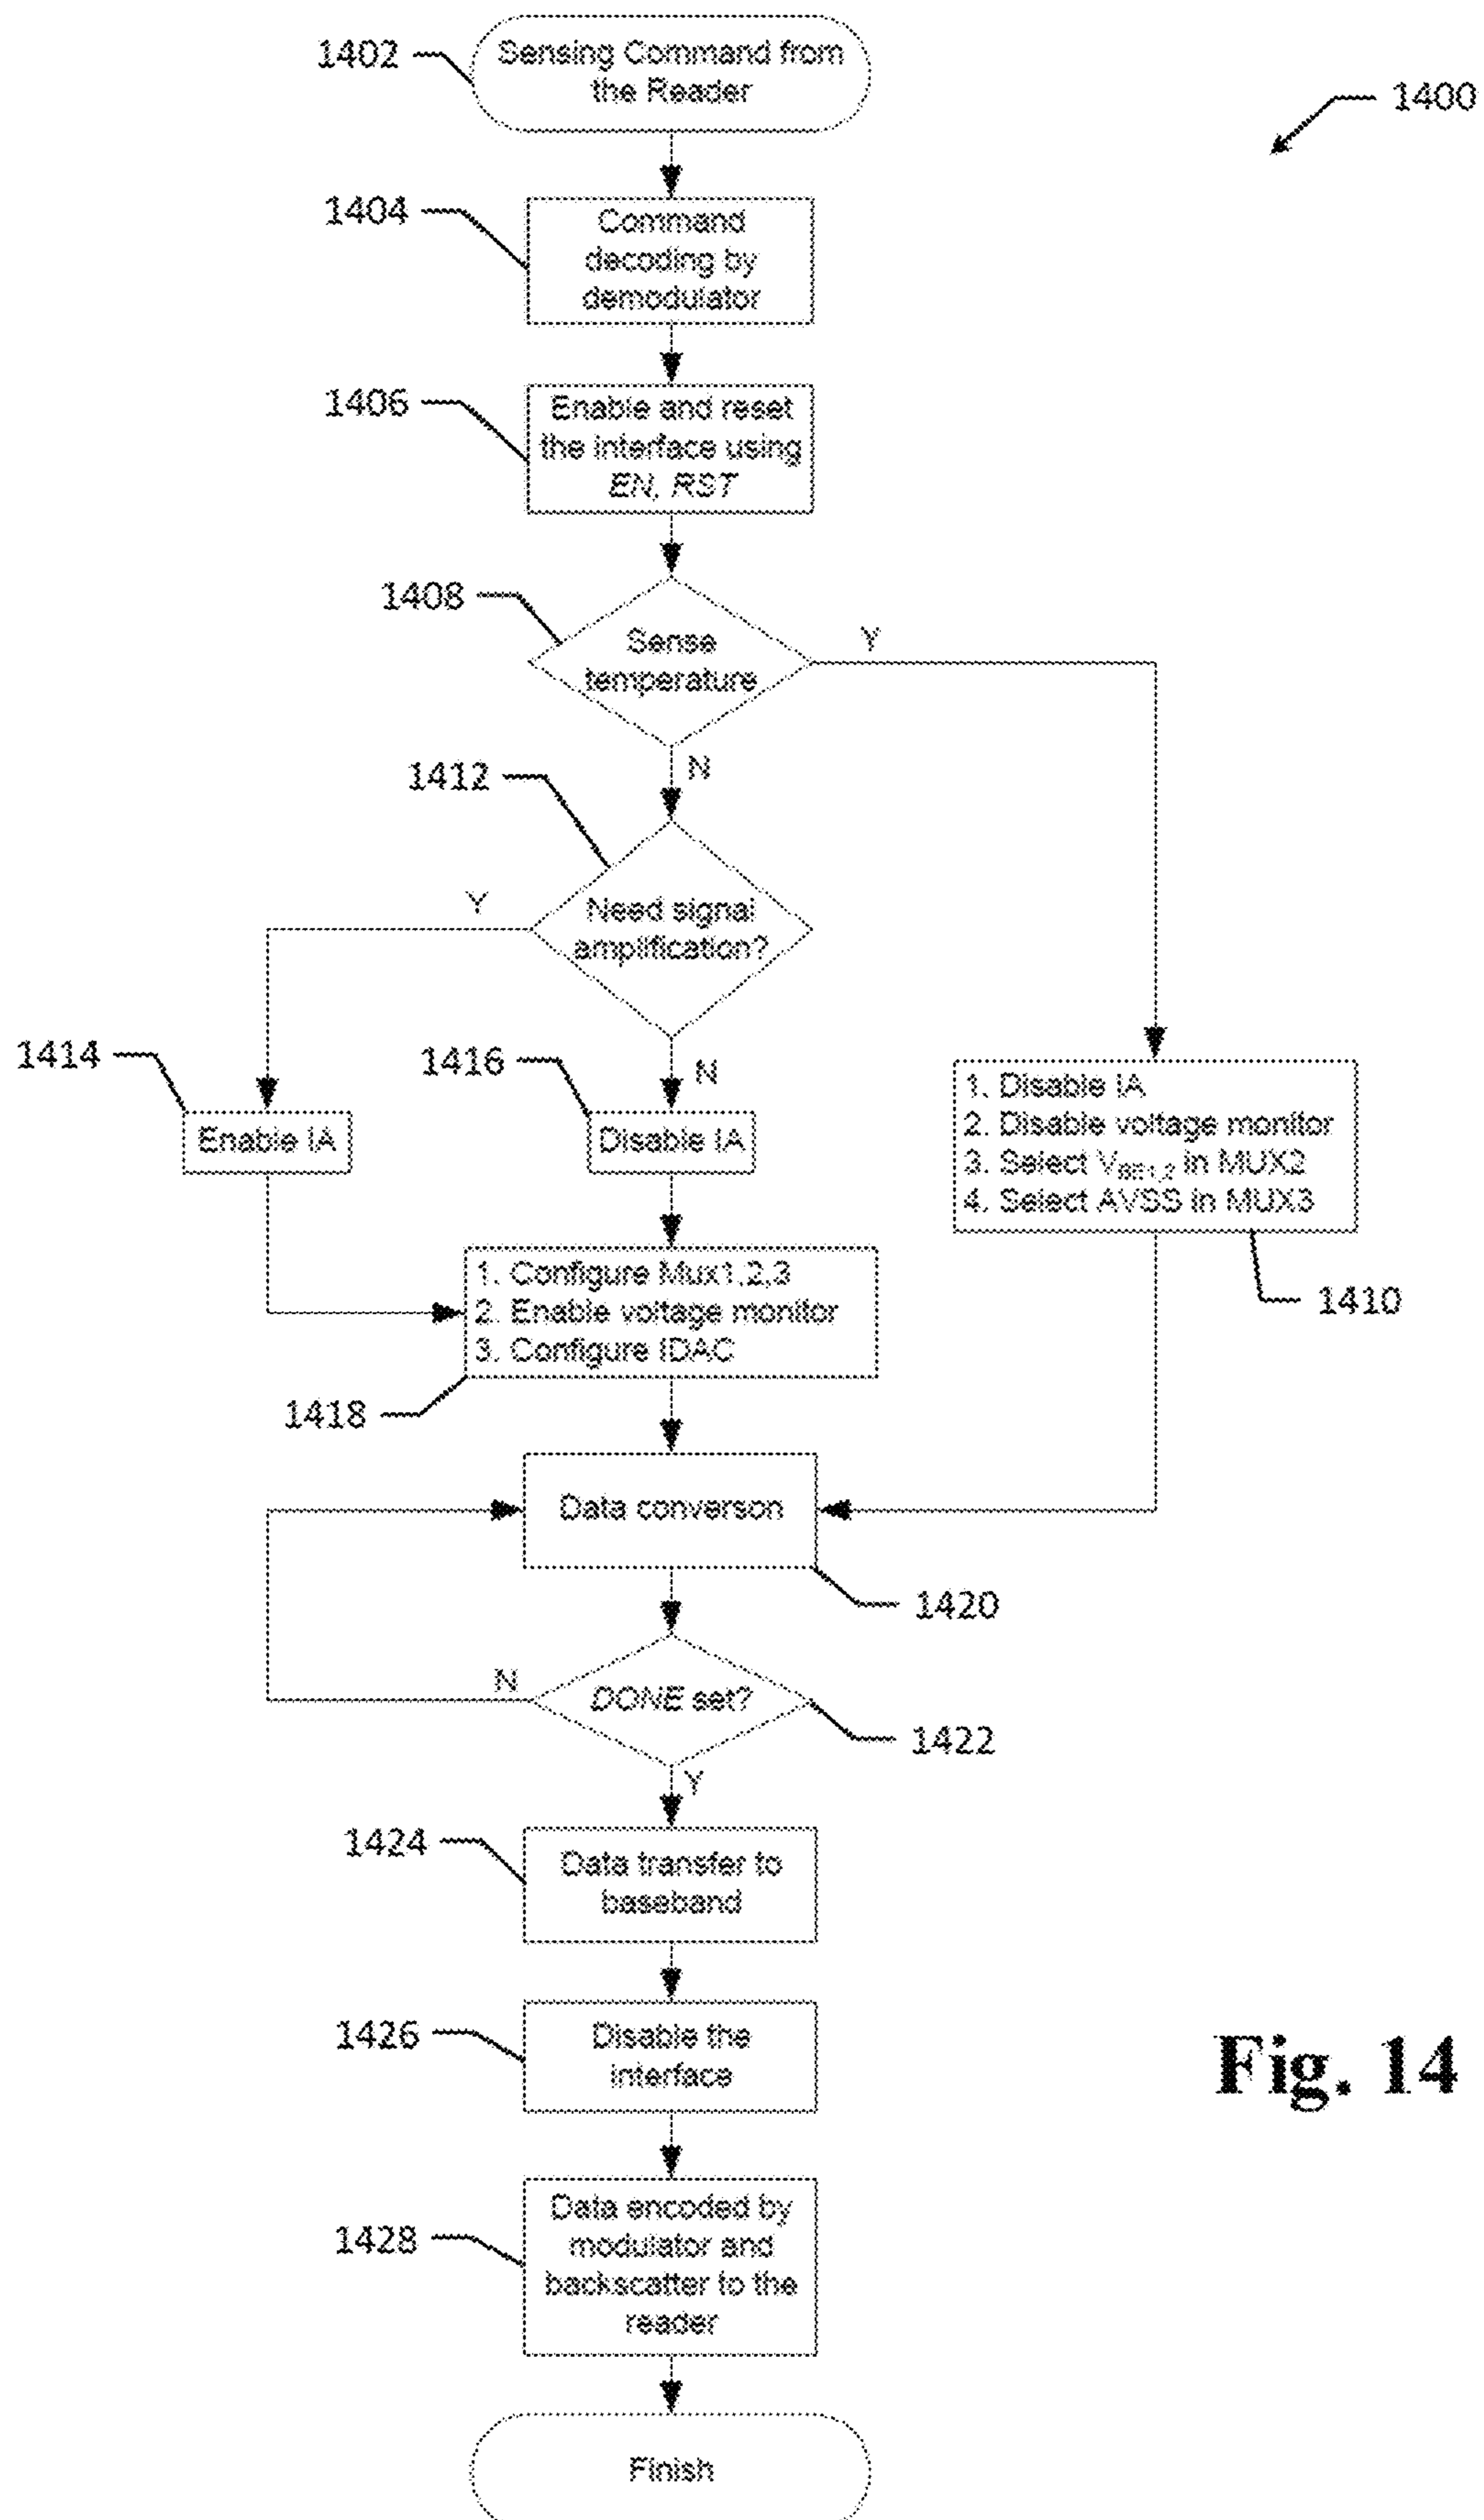 1402
Sensing Command from
the Reader
1400
1404
Command
decoding by
demodulator
1406
Enable and reset
the interface using
EN, RST
1408
Sense
temperature
Y
N
1412
Need signal
amplification?
Y
N
1414
Enable IA
1416
Disable IA
1. Disable IA
2. Disable voltage monitor
3. Select VBE1,2 in MUX2
4. Select AVSS in MUX3
1410
1. Configure Mux1,2,3
2. Enable voltage monitor
3. Configure IDAC
1418
Data converson
1420
DONE set?
N
1422
Y
1424
Data transfer to
baseband
1426
Disable the
interface
Fig. 14
1428
Data encoded by
modulator and
backscatter to the
reader
Finish